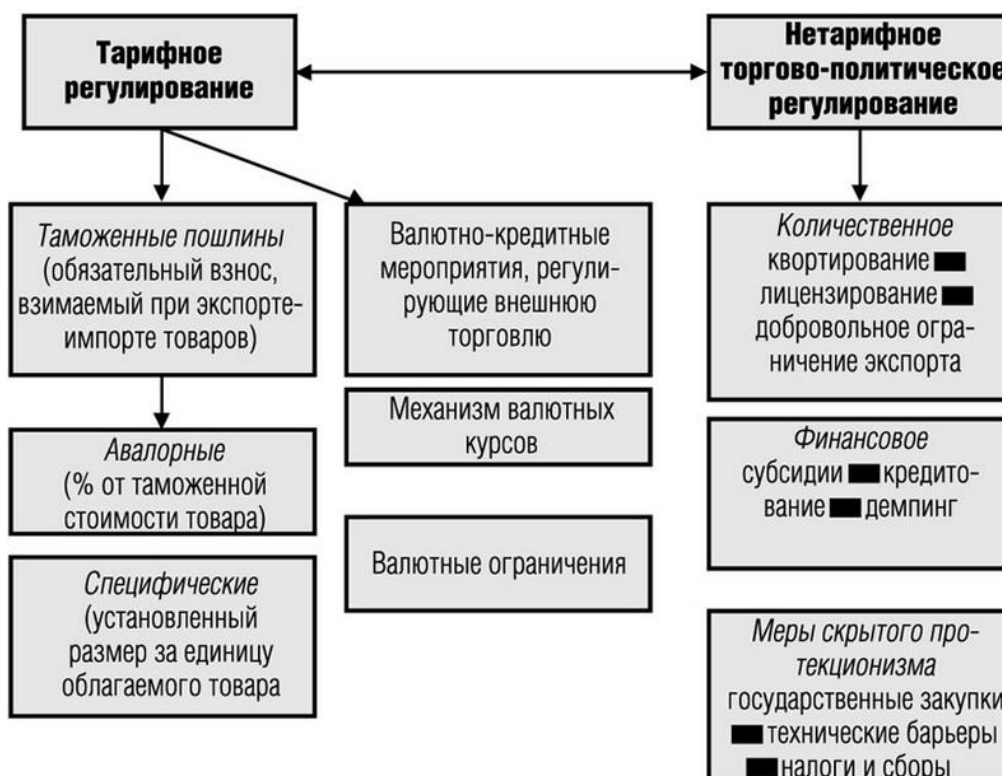 Тарифное
регулирование
Нетарифное
торгово-политическое
регулирование
Таможенные пошлины
(обязательный взнос,
взимаемый при экспорте-
импорте товаров)
Валютно-кредитные
мероприятия, регули-
рующие внешнюю
торговлю
Количественное
квортирование
лицензирование
добровольное огра-
ничение экспорта
Механизм валютных
курсов
Авалорные
(% от таможенной
стоимости товара)
Финансовое
субсидии кредито-
вание демпинг
Валютные ограничения
Специфические
(установленный
размер за единицу
облагаемого товара
Меры скрытого про-
текционизма
государственные закупки
технические барьеры
налоги и сборы